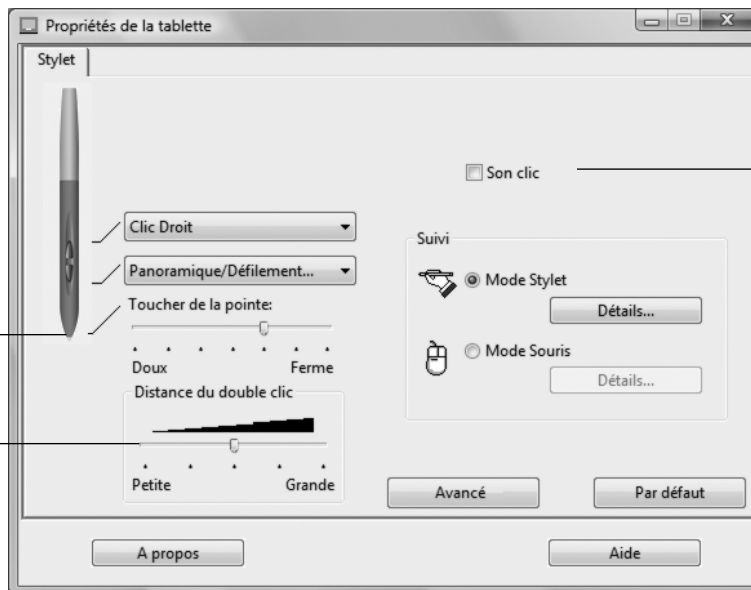 Propriétés de la tablette
Stylet
Son clic
Clic Droit
Panoramique/Défilement...
Toucher de la pointe:
Doux Ferme
Distance du double clic
Petite Grande
Suivi
Mode Stylet
Détails...
Mode Souris
Détails...
Avancé Par défaut
A propos Aide